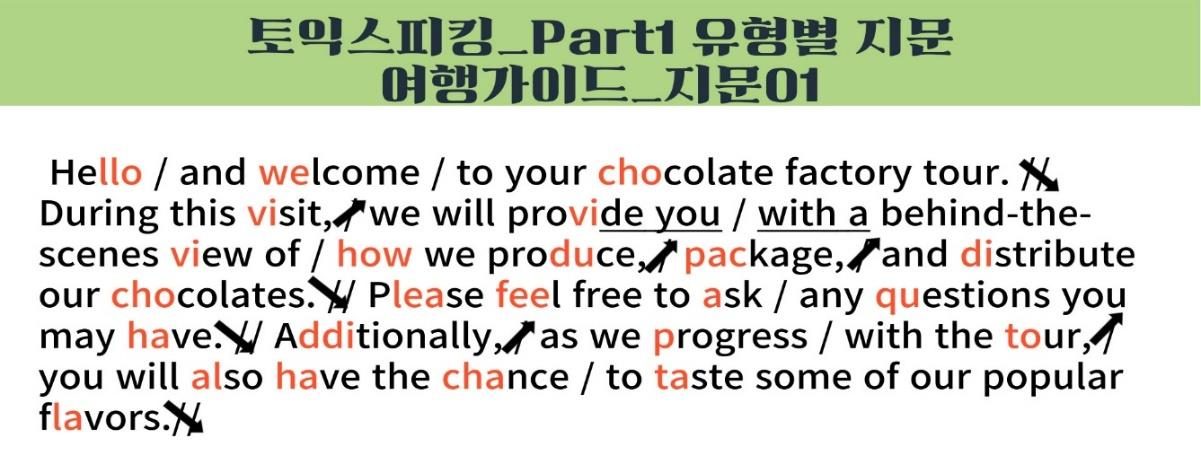 토익스피킹_Part1 유형별 지문
여행가이드_지문01
Hello / and welcome / to your chocolate factory tour. //
During this visit,/ we will provide you / with a behind-the-
scenes view of / how we produce,/ package,/ and distribute
our chocolates.// Please feel free to ask / any questions you
may have.// Additionally,/ as we progress / with the tour,/
you will also have the chance / to taste some of our popular
flavors.//